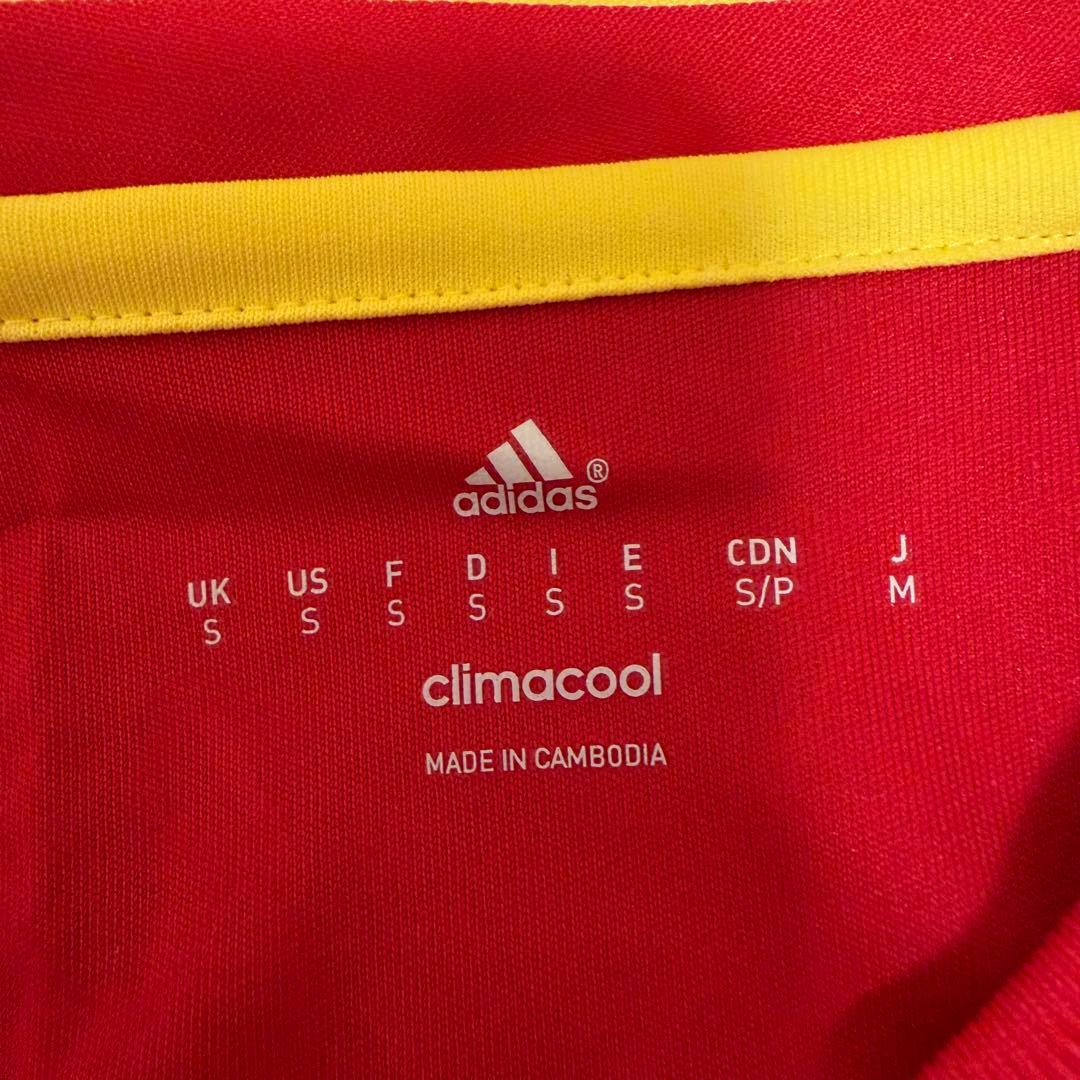 adidas®
UK US F D I E CDN J
S S S S S S S/P M
climacool
MADE IN CAMBODIA